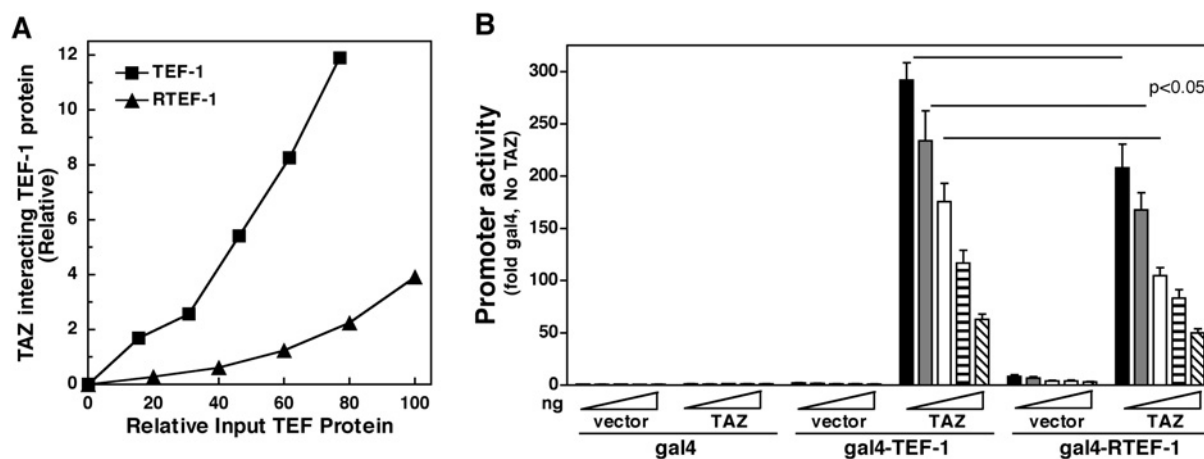 A
TAZ interacting TEF-1 protein
(Relative)
12
10
8
6
4
2
0
TEF-1
RTEF-1
0 20 40 60 80 100
Relative Input TEF Protein
B
Promoter activity
(fold gal4, No TAZ)
300
250
200
150
100
50
0
p<0.05
ng
vector TAZ vector TAZ vector TAZ
gal4 gal4-TEF-1 gal4-RTEF-1